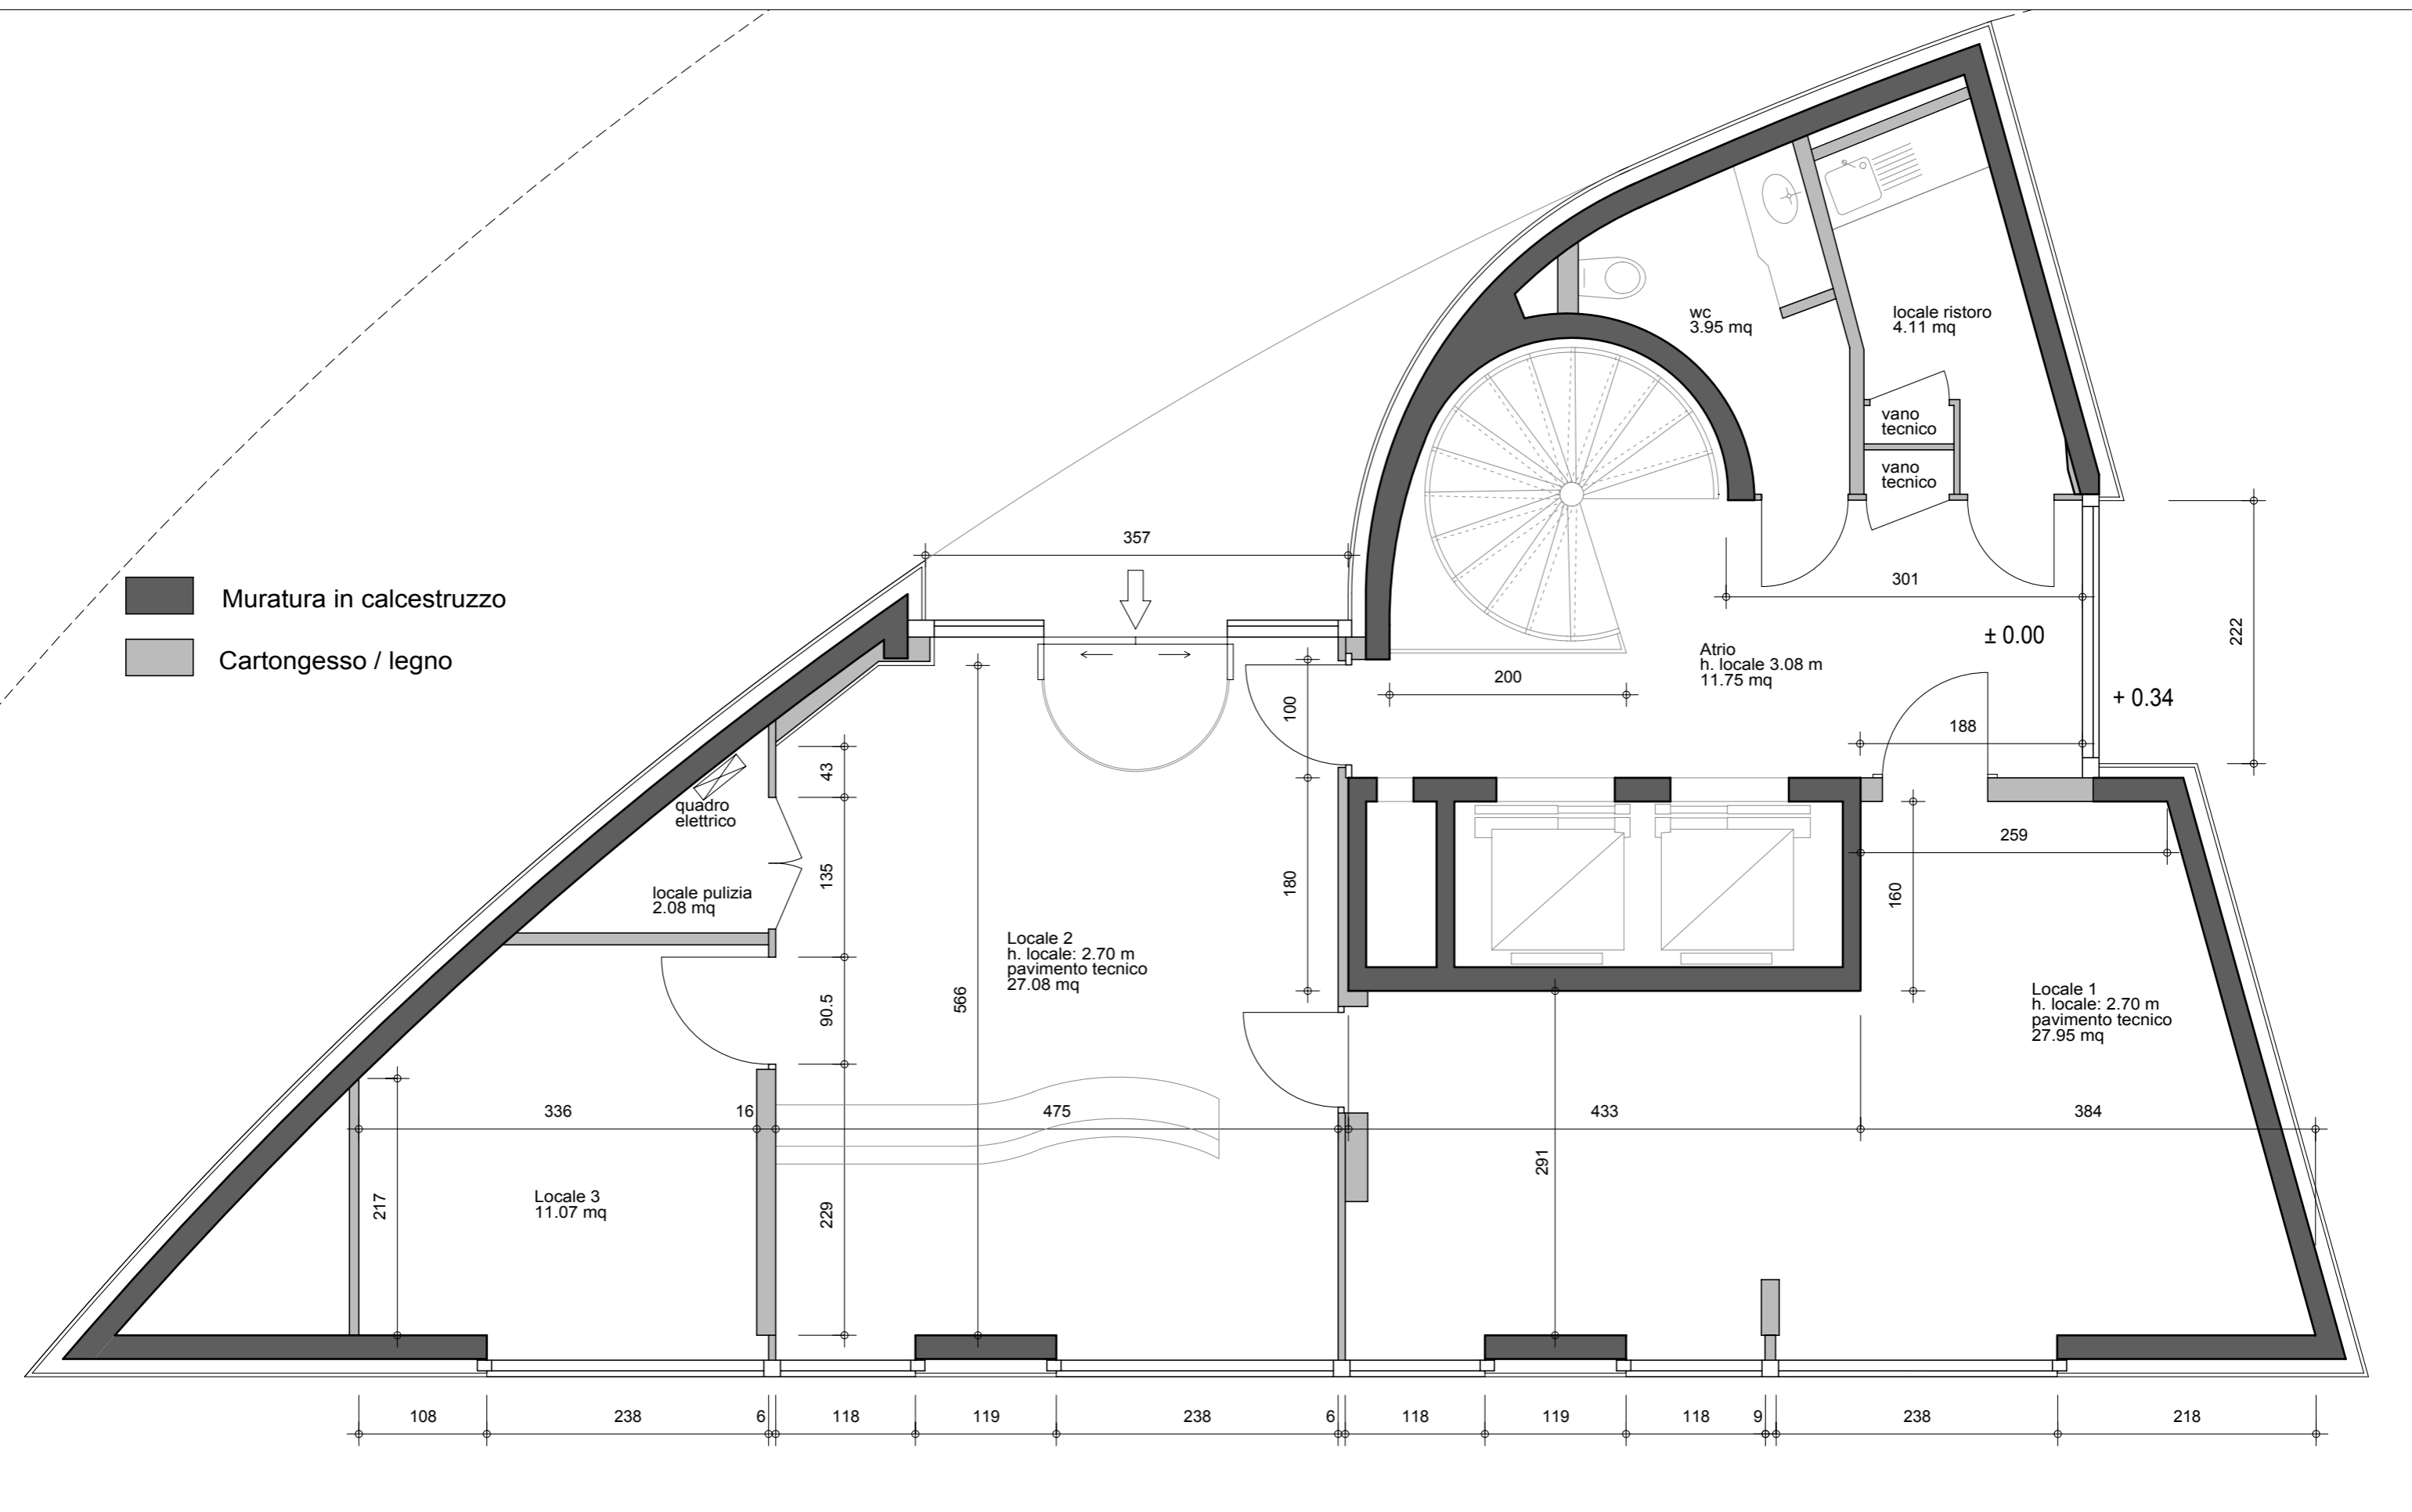 wc
3.95 mq
locale ristoro
4.11 mq
vano
tecnico
vano
tecnico
357
301
222
± 0.00
+ 0.34
Muratura in calcestruzzo
Cartongesso / legno
Atrio
h. locale 3.08 m
11.75 mq
200
100
188
43
quadro
elettrico
135
259
180
160
locale pulizia
2.08 mq
Locale 2
h. locale: 2.70 m
pavimento tecnico
27.08 mq
566
90.5
Locale 1
h. locale: 2.70 m
pavimento tecnico
27.95 mq
336
16
475
433
384
291
217
229
Locale 3
11.07 mq
108
238
6
118
119
238
6
118
119
118
9
238
218